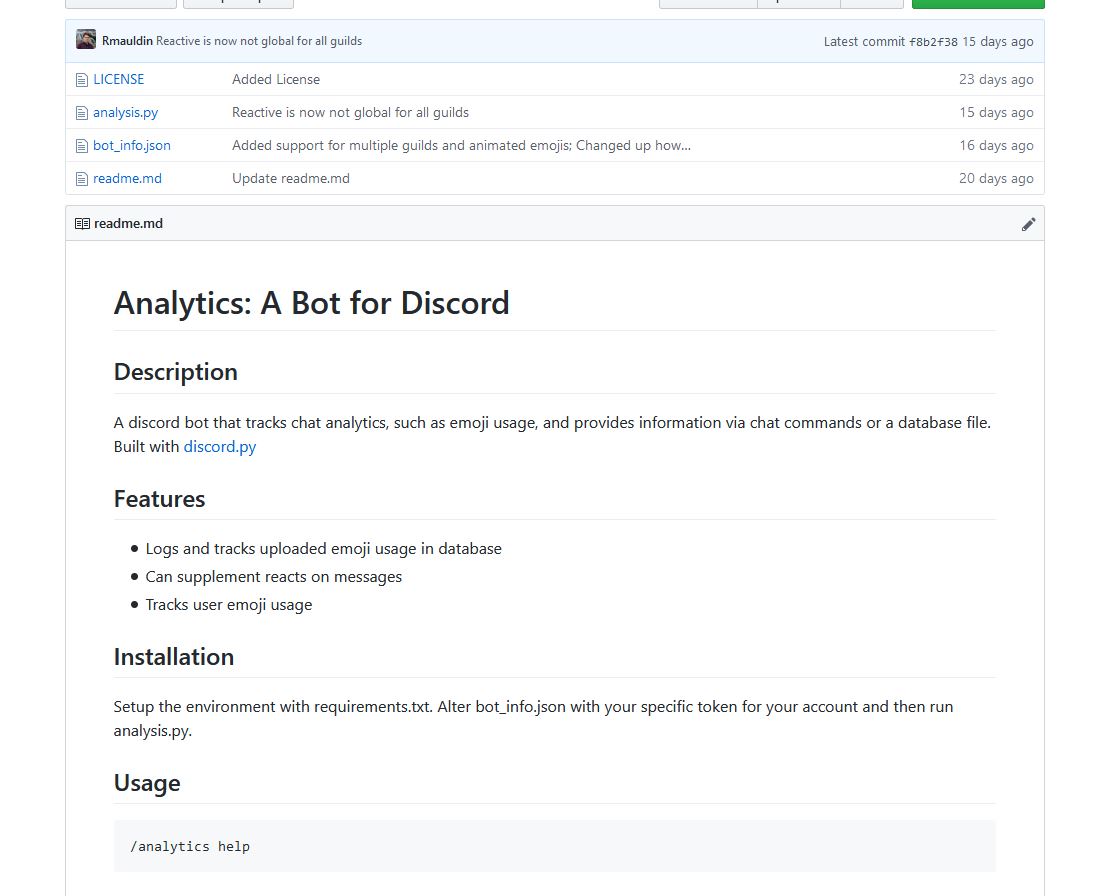 Rmauldin Reactive is now not global for all guilds Latest commit f8b2f38 15 days ago
LICENSE Added License 23 days ago
analysis.py Reactive is now not global for all guilds 15 days ago
bot_info.json Added support for multiple guilds and animated emojis; Changed up how... 16 days ago
readme.md Update readme.md 20 days ago
readme.md
Analytics: A Bot for Discord
Description
A discord bot that tracks chat analytics, such as emoji usage, and provides information via chat commands or a database file.
Built with discord.py
Features
Logs and tracks uploaded emoji usage in database
Can supplement reacts on messages
Tracks user emoji usage
Installation
Setup the environment with requirements.txt. Alter bot_info.json with your specific token for your account and then run
analysis.py.
Usage
/analytics help